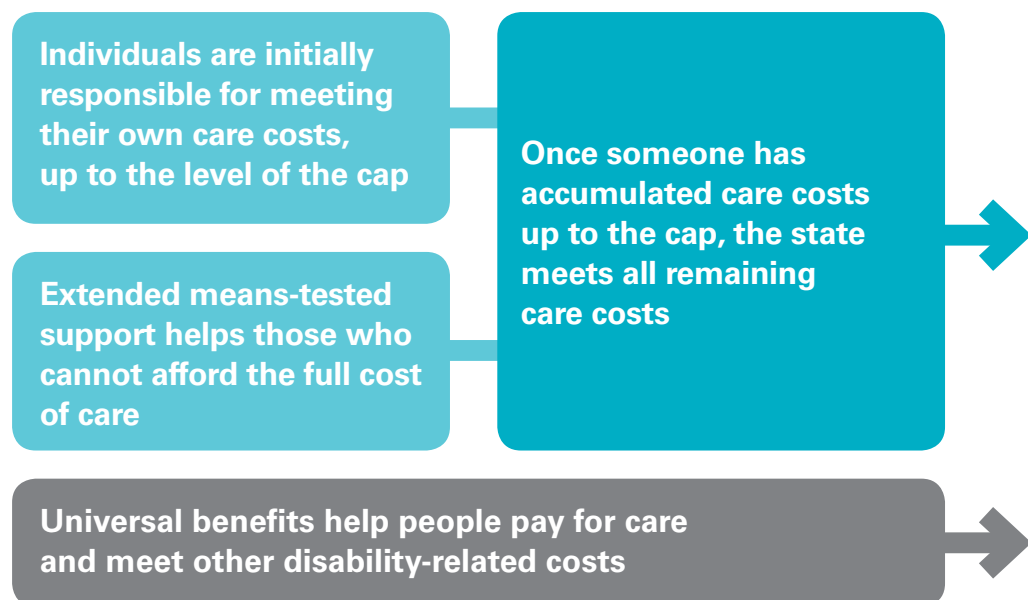 Individuals are initially
responsible for meeting
their own care costs,
up to the level of the cap
Extended means-tested
support helps those who
cannot afford the full cost
of care
Once someone has
accumulated care costs
up to the cap, the state
meets all remaining
care costs
Universal benefits help people pay for care
and meet other disability-related costs